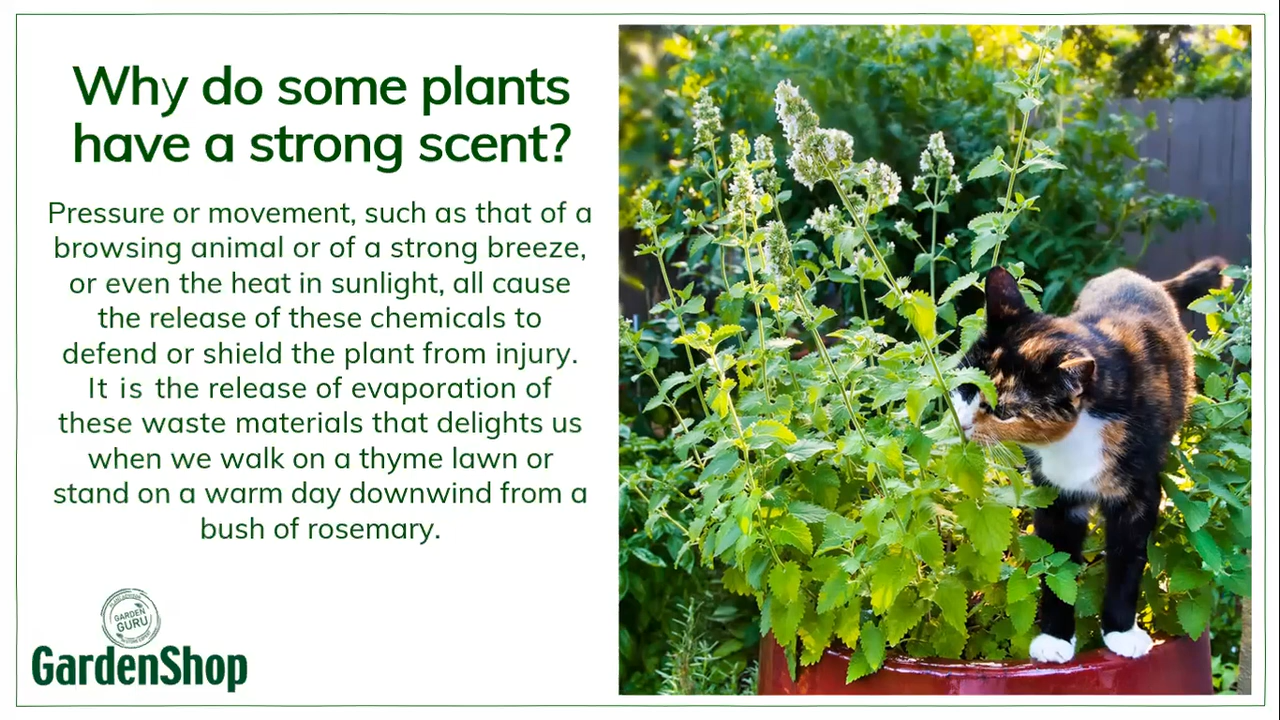 Why do some plants
have a strong scent?
Pressure or movement, such as that of a
browsing animal or of a strong breeze,
or even the heat in sunlight, all cause
the release of these chemicals to
defend or shield the plant from injury.
It is the release of evaporation of
these waste materials that delights us
when we walk on a thyme lawn or
stand on a warm day downwind from a
bush of rosemary.
GARDEN
GURU
GardenShop